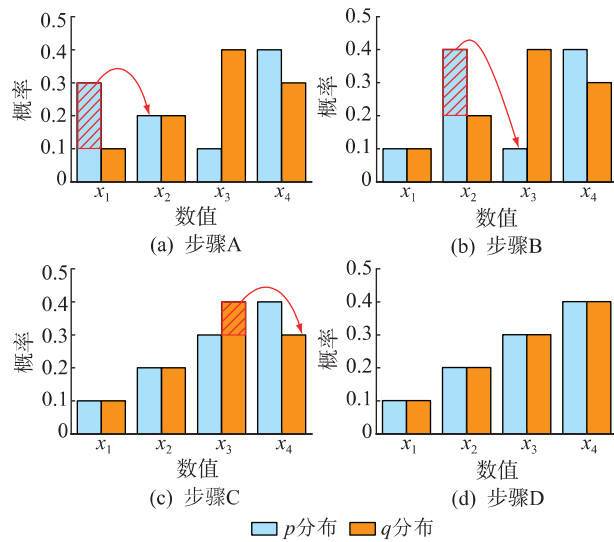 0.5
0.4
0.3
0.2
0.1
0
概率
x₁ x₂ x₃ x₄
数值
(a) 步骤A
0.5
0.4
0.3
0.2
0.1
0
概率
x₁ x₂ x₃ x₄
数值
(b) 步骤B
0.5
0.4
0.3
0.2
0.1
0
概率
x₁ x₂ x₃ x₄
数值
(c) 步骤C
0.5
0.4
0.3
0.2
0.1
0
概率
x₁ x₂ x₃ x₄
数值
(d) 步骤D
p分布 q分布